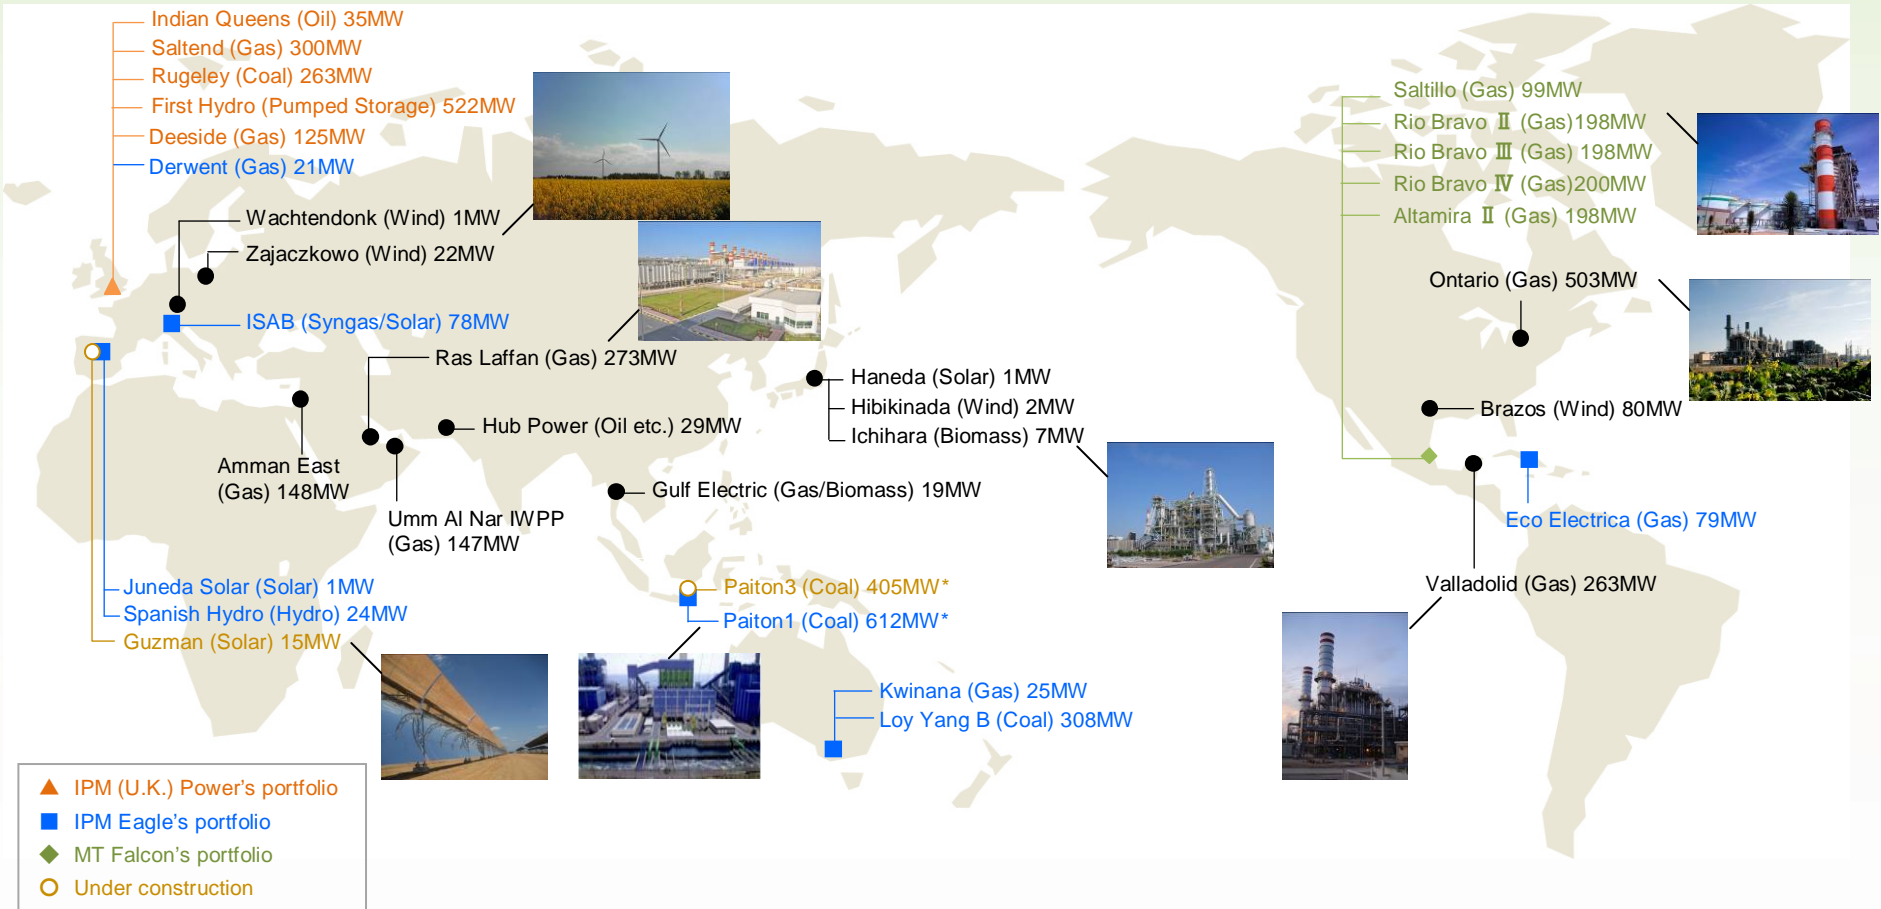 Indian Queens (Oil) 35MW
Saltend (Gas) 300MW
Rugeley (Coal) 263MW
First Hydro (Pumped Storage) 522MW
Deeside (Gas) 125MW
Derwent (Gas) 21MW
Wachtendonk (Wind) 1MW
Zajaczkowo (Wind) 22MW
ISAB (Syngas/Solar) 78MW
Ras Laffan (Gas) 273MW
Hub Power (Oil etc.) 29MW
Amman East
(Gas) 148MW
Umm Al Nar IWPP
(Gas) 147MW
Gulf Electric (Gas/Biomass) 19MW
Haneda (Solar) 1MW
Hibikinada (Wind) 2MW
Ichihara (Biomass) 7MW
Juneda Solar (Solar) 1MW
Spanish Hydro (Hydro) 24MW
Guzman (Solar) 15MW
Paiton3 (Coal) 405MW*
Paiton1 (Coal) 612MW*
Kwinana (Gas) 25MW
Loy Yang B (Coal) 308MW
Saltillo (Gas) 99MW
Rio Bravo Ⅱ (Gas)198MW
Rio Bravo Ⅲ (Gas) 198MW
Rio Bravo Ⅳ (Gas)200MW
Altamira Ⅱ (Gas) 198MW
Ontario (Gas) 503MW
Brazos (Wind) 80MW
Eco Electrica (Gas) 79MW
Valladolid (Gas) 263MW
IPM (U.K.) Power's portfolio
IPM Eagle's portfolio
MT Falcon's portfolio
Under construction